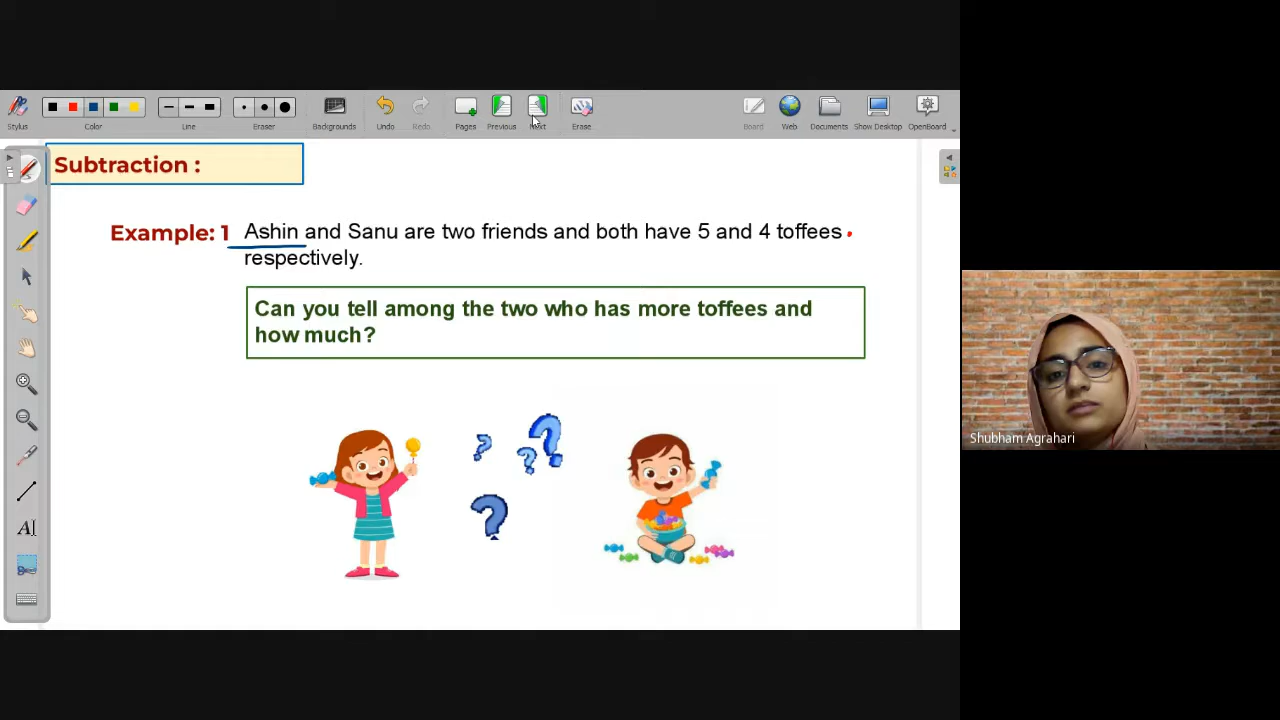 Stylus
Color
Line
Eraser
Backgrounds
Undo
Redo
Pages
Previous
Next
Erase
Board
Web
Documents
Show Desktop
OpenBoard
Subtraction :
Example: 1 Ashin and Sanu are two friends and both have 5 and 4 toffees
respectively.
Can you tell among the two who has more toffees and
how much?
? ? ? ?
A
Shubham Agrahari